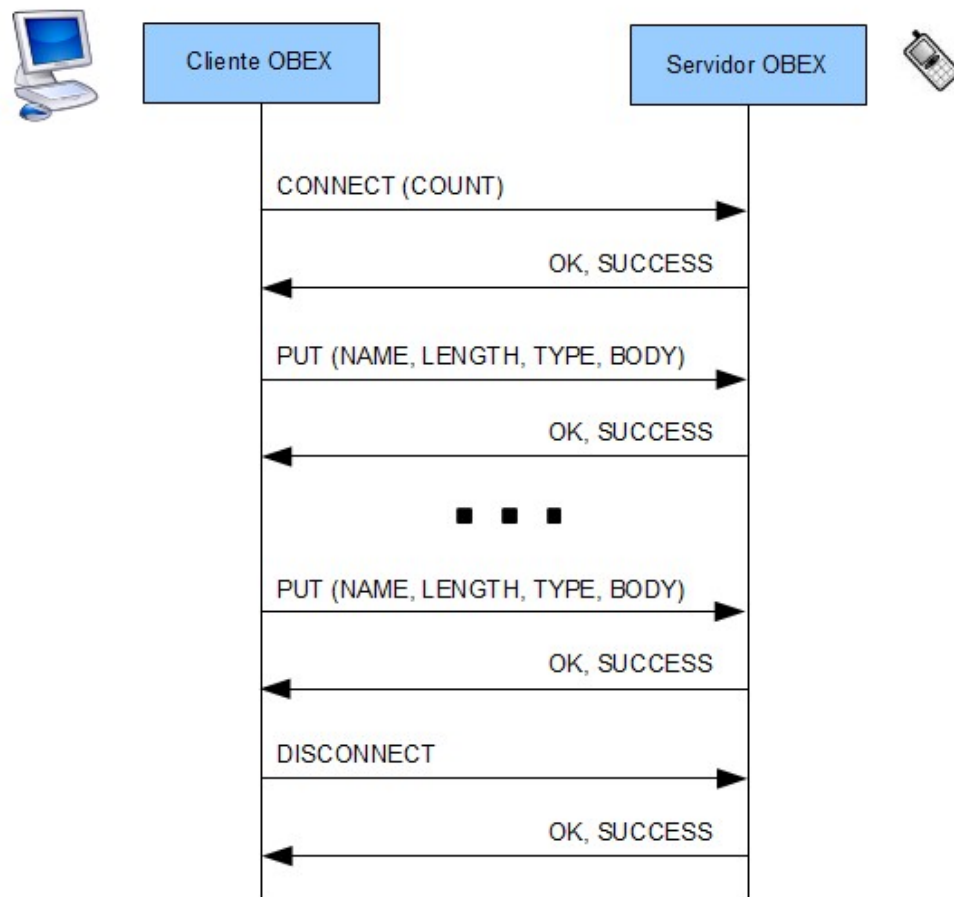 Cliente OBEX
Servidor OBEX
CONNECT (COUNT)
OK, SUCCESS
PUT (NAME, LENGTH, TYPE, BODY)
OK, SUCCESS
PUT (NAME, LENGTH, TYPE, BODY)
OK, SUCCESS
DISCONNECT
OK, SUCCESS